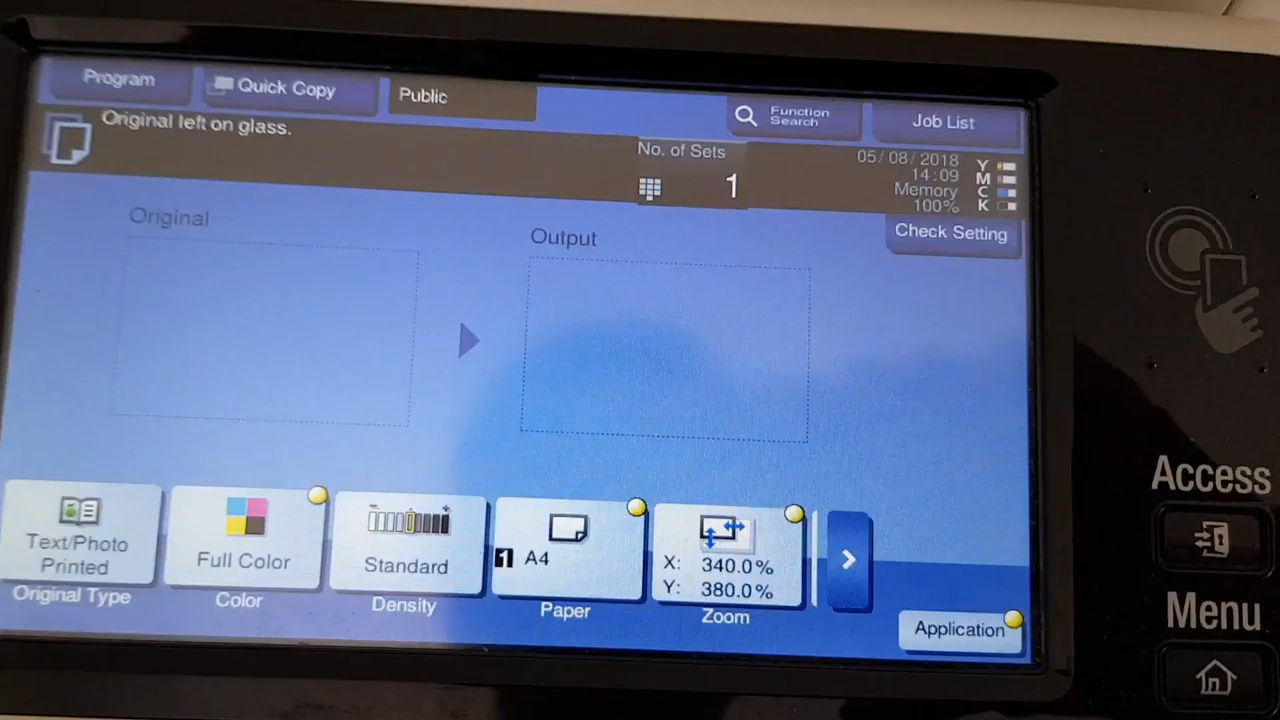 Program
Quick Copy
Public
Function
Search
Job List
Original left on glass.
No. of Sets
1
05/08/2018
14:09
Memory
100%
Y
M
C
K
Check Setting
Original
Output
Text/Photo
Printed
Original Type
Full Color
Color
Standard
Density
1 A4
Paper
X: 340.0%
Y: 380.0%
Zoom
Application
Access
Menu